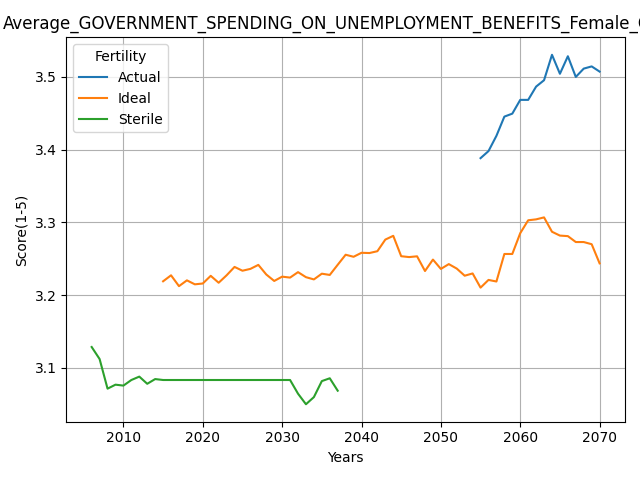 Average_GOVERNMENT_SPENDING_ON_UNEMPLOYMENT_BENEFITS_Female_
Fertility
Actual
Ideal
Sterile
3.5
3.4
3.3
3.2
3.1
Score(1-5)
2010 2020 2030 2040 2050 2060 2070
Years